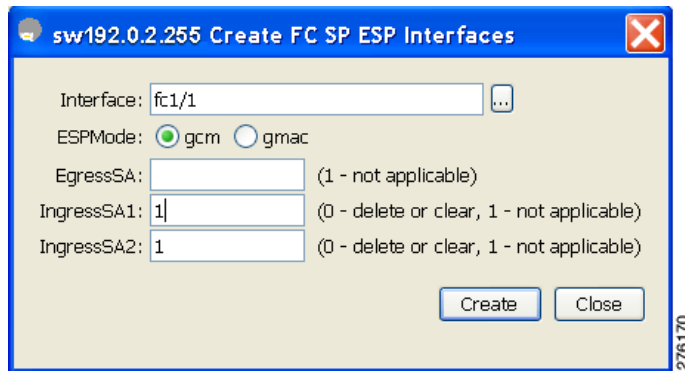 sw192.0.2.255 Create FC SP ESP Interfaces
Interface: fc1/1 ...
ESPMode: gcm gmac
EgressSA: (1 - not applicable)
IngressSA1: 1 (0 - delete or clear, 1 - not applicable)
IngressSA2: 1 (0 - delete or clear, 1 - not applicable)
Create Close
276170